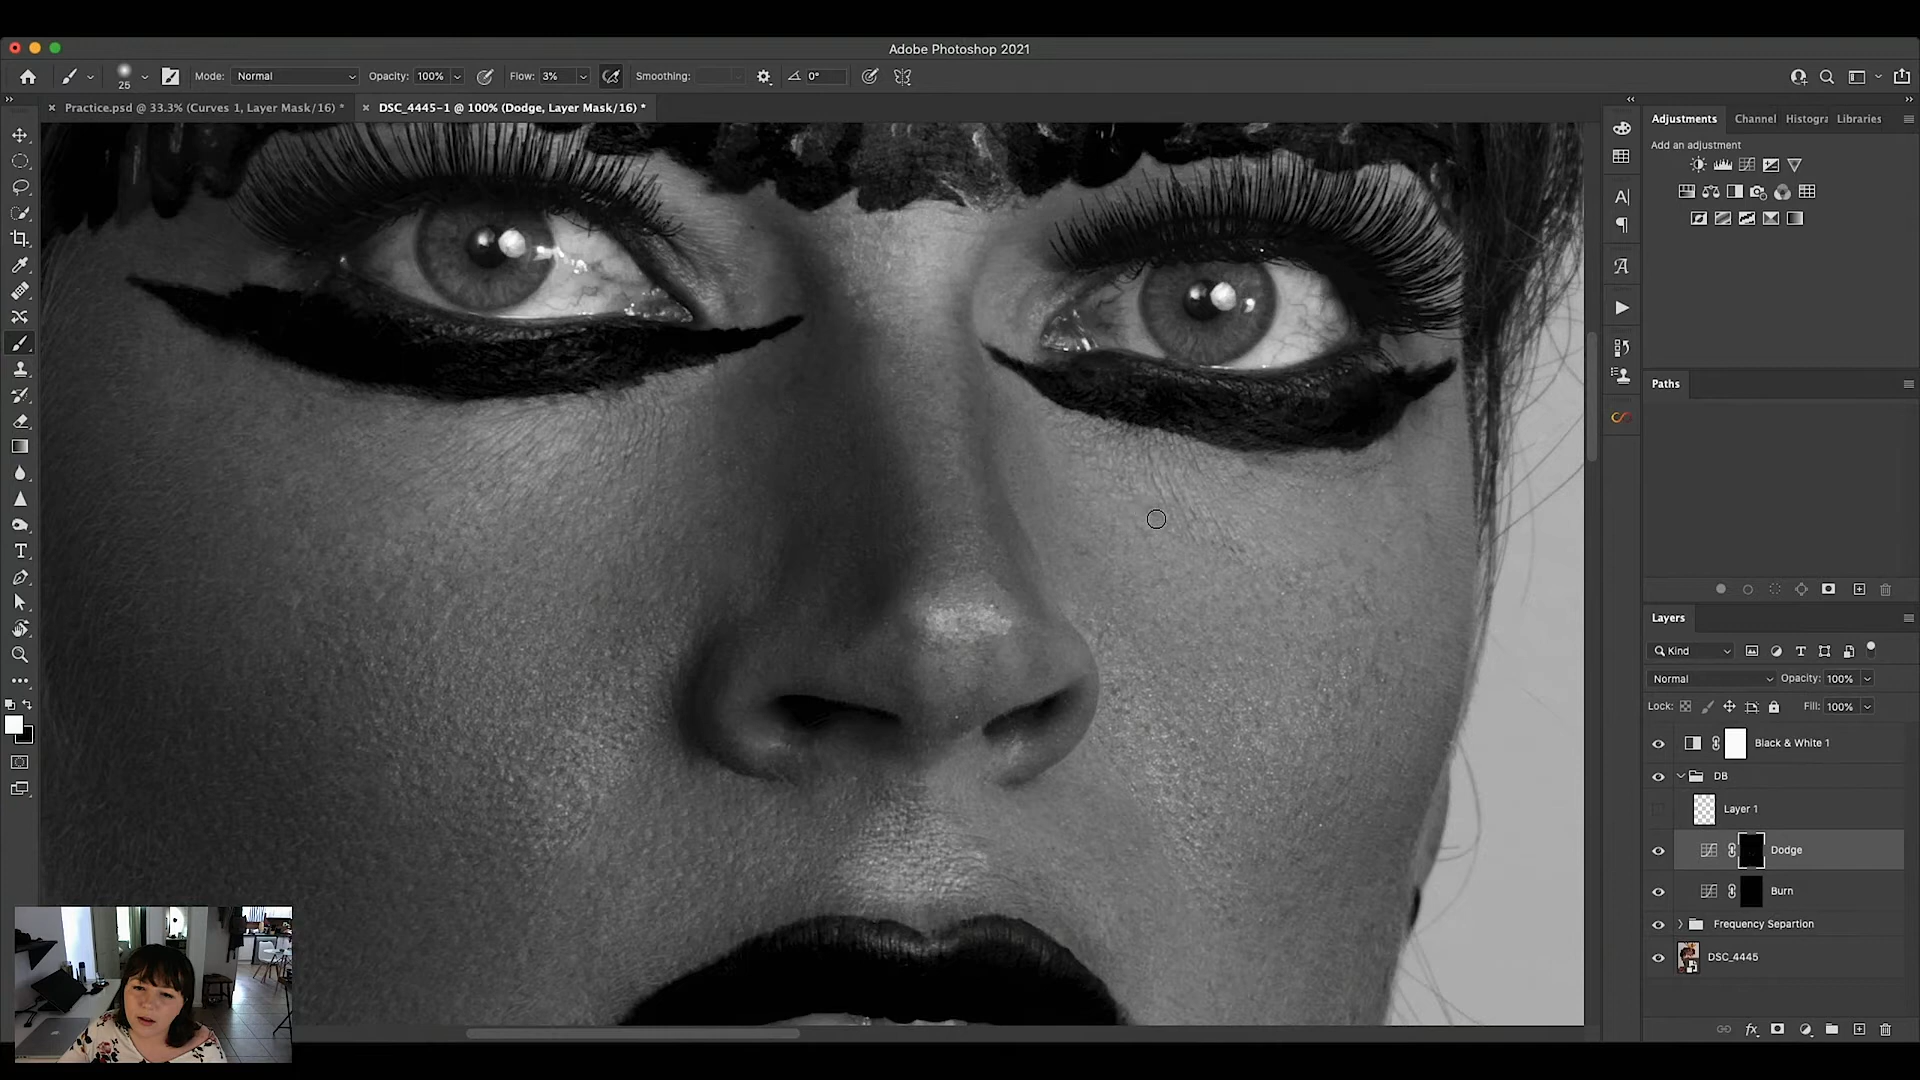 Adobe Photoshop 2021
25
Mode: Normal
Opacity: 100%
Flow: 3%
Smoothing:
0°
Practice.psd @ 33.3% (Curves 1, Layer Mask/16) *
DSC_4445-1 @ 100% (Dodge, Layer Mask/16) *
Adjustments
Channel
Histogra
Libraries
Add an adjustment
Paths
Layers
Kind
Normal
Opacity: 100%
Lock:
Fill: 100%
Black & White 1
DB
Layer 1
Dodge
Burn
Frequency Separtion
DSC_4445